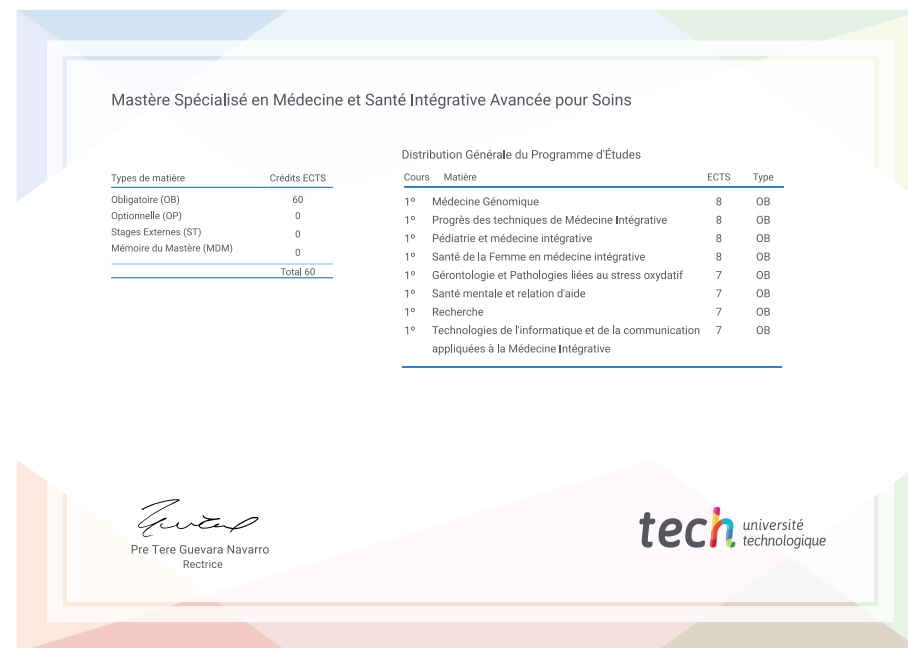 Mastère Spécialisé en Médecine et Santé Intégrative Avancée pour Soins
Types de matière Crédits ECTS
Obligatoire (OB) 60
Optionnelle (OP) 0
Stages Externes (ST) 0
Mémoire du Mastère (MDM) 0
Total 60
Distribution Générale du Programme d'Études
Cours Matière ECTS Type
1º Médecine Génomique 8 OB
1º Progrès des techniques de Médecine Intégrative 8 OB
1º Pédiatrie et médecine intégrative 8 OB
1º Santé de la Femme en médecine intégrative 8 OB
1º Gérontologie et Pathologies liées au stress oxydatif 7 OB
1º Santé mentale et relation d'aide 7 OB
1º Recherche 7 OB
1º Technologies de l'informatique et de la communication 7 OB
appliquées à la Médecine Intégrative
Pre Tere Guevara Navarro
Rectrice
tech université
technologique